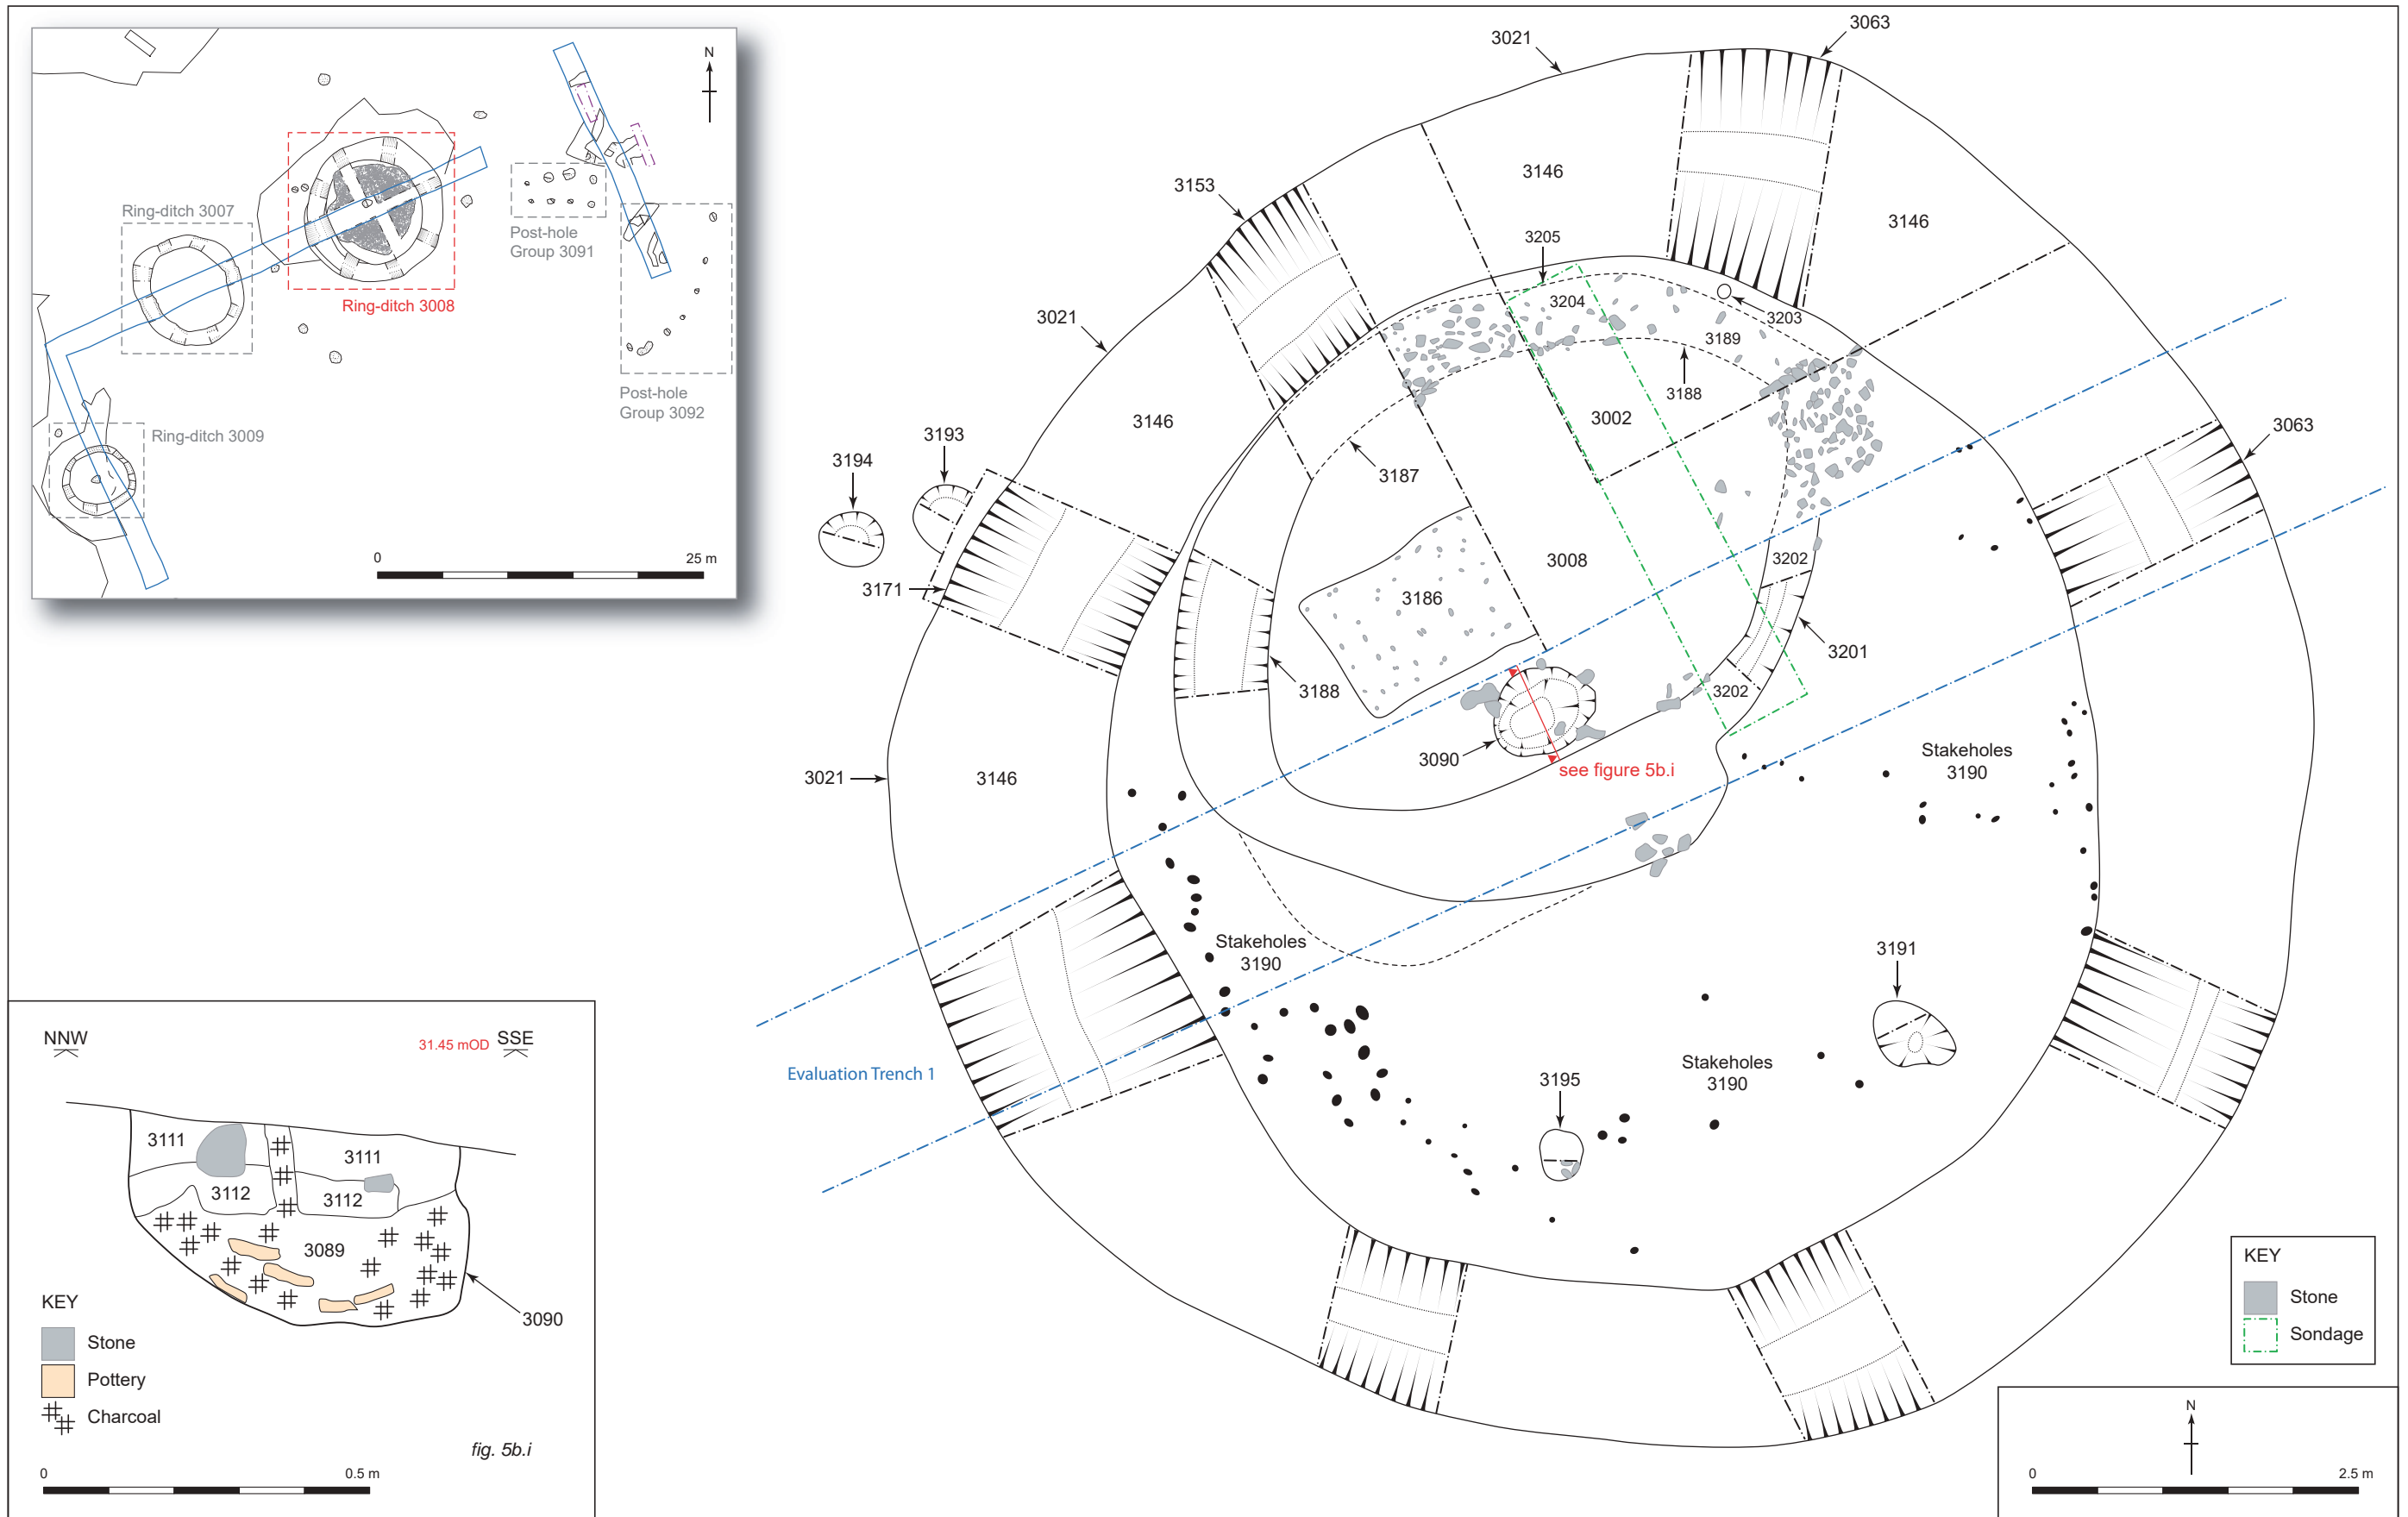 N
Ring-ditch 3007
Ring-ditch 3008
Post-hole
Group 3091
Post-hole
Group 3092
Ring-ditch 3009
0
25 m
3021
3063
3153
3146
3146
3205
3204
3203
3189
3021
3188
3002
3146
3187
3193
3194
3063
3008
3202
3186
3171
3201
3188
3202
3090
see figure 5b.i
Stakeholes
3190
3021
3146
Stakeholes
3190
3191
Evaluation Trench 1
Stakeholes
3190
3195
NNW
31.45 mOD
SSE
3111
3111
3112
3112
3089
3090
KEY
Stone
Pottery
Charcoal
fig. 5b.i
0
0.5 m
KEY
Stone
Sondage
N
0
2.5 m